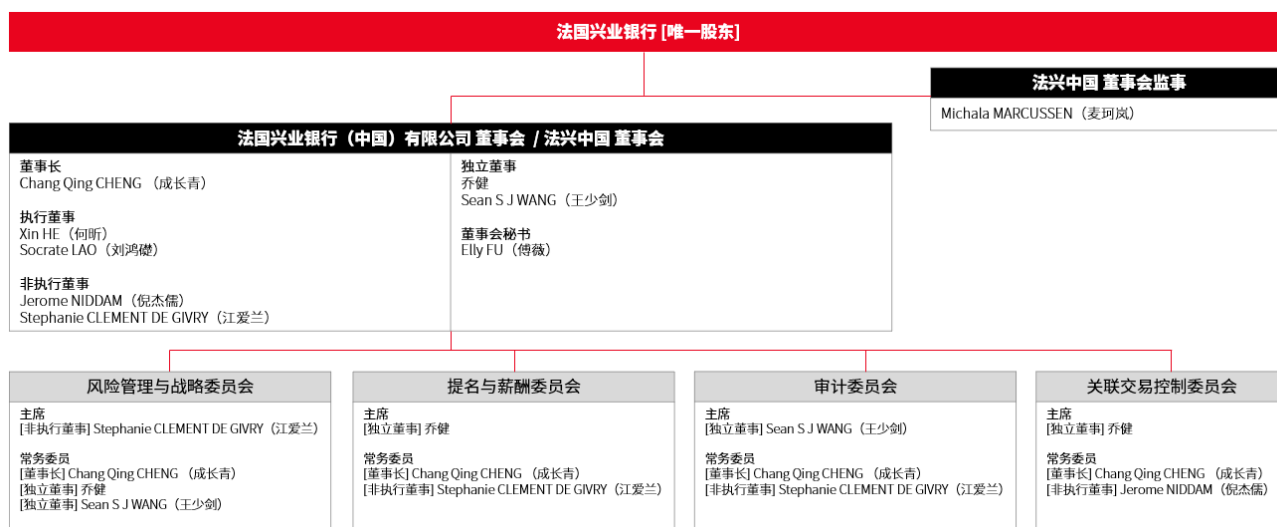 法国兴业银行 [唯一股东]
法兴中国 董事会监事
Michala MARCUSSEN（麦珂岚）
法国兴业银行（中国）有限公司 董事会 / 法兴中国 董事会
董事长
Chang Qing CHENG （成长青）
执行董事
Xin HE（何昕）
Socrate LAO（刘鸿礎）
非执行董事
Jerome NIDDAM（倪杰儒）
Stephanie CLEMENT DE GIVRY（江爱兰）
独立董事
乔健
Sean S J WANG（王少剑）
董事会秘书
Elly FU（傅薇）
风险管理与战略委员会
主席
[非执行董事] Stephanie CLEMENT DE GIVRY（江爱兰）
常务委员
[董事长] Chang Qing CHENG （成长青）
[独立董事] 乔健
[独立董事] Sean S J WANG（王少剑）
提名与薪酬委员会
主席
[独立董事] 乔健
常务委员
[董事长] Chang Qing CHENG （成长青）
[非执行董事] Stephanie CLEMENT DE GIVRY（江爱兰）
审计委员会
主席
[独立董事] Sean S J WANG（王少剑）
常务委员
[董事长] Chang Qing CHENG （成长青）
[非执行董事] Stephanie CLEMENT DE GIVRY（江爱兰）
关联交易控制委员会
主席
[独立董事] 乔健
常务委员
[董事长] Chang Qing CHENG （成长青）
[非执行董事] Jerome NIDDAM（倪杰儒）